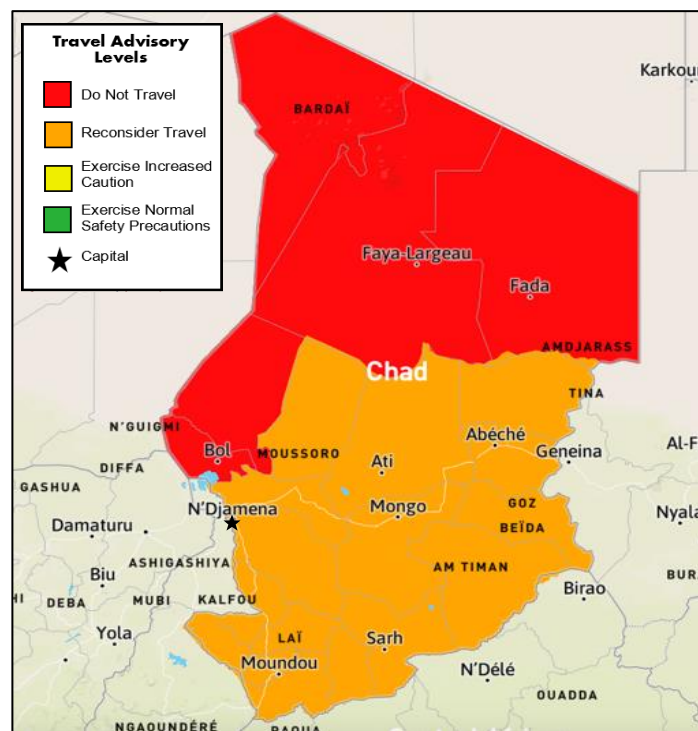 Travel Advisory
Levels
Do Not Travel
Reconsider Travel
Exercise Increased
Caution
Exercise Normal
Safety Precautions
Capital
Karkour
BARDAÏ
Faya-Largeau
Fada
AMDJARASS
Chad
TINA
N'GUIGMI
Bol
MOUSSORO
Abéché
Geneina
Al-F
DIFFA
Ati
GASHUA
N'Djamena
Mongo
GOZ
BEÏDA
Nyala
Damaturu
ASHIGASHIYA
AM TIMAN
BUR
Biu
HI
DEBA
MUBI
KALFOU
Birao
Yola
LAÏ
Sarh
Moundou
N'Délé
OUADDA
NGAOUNDÉRÉ
PAOUA